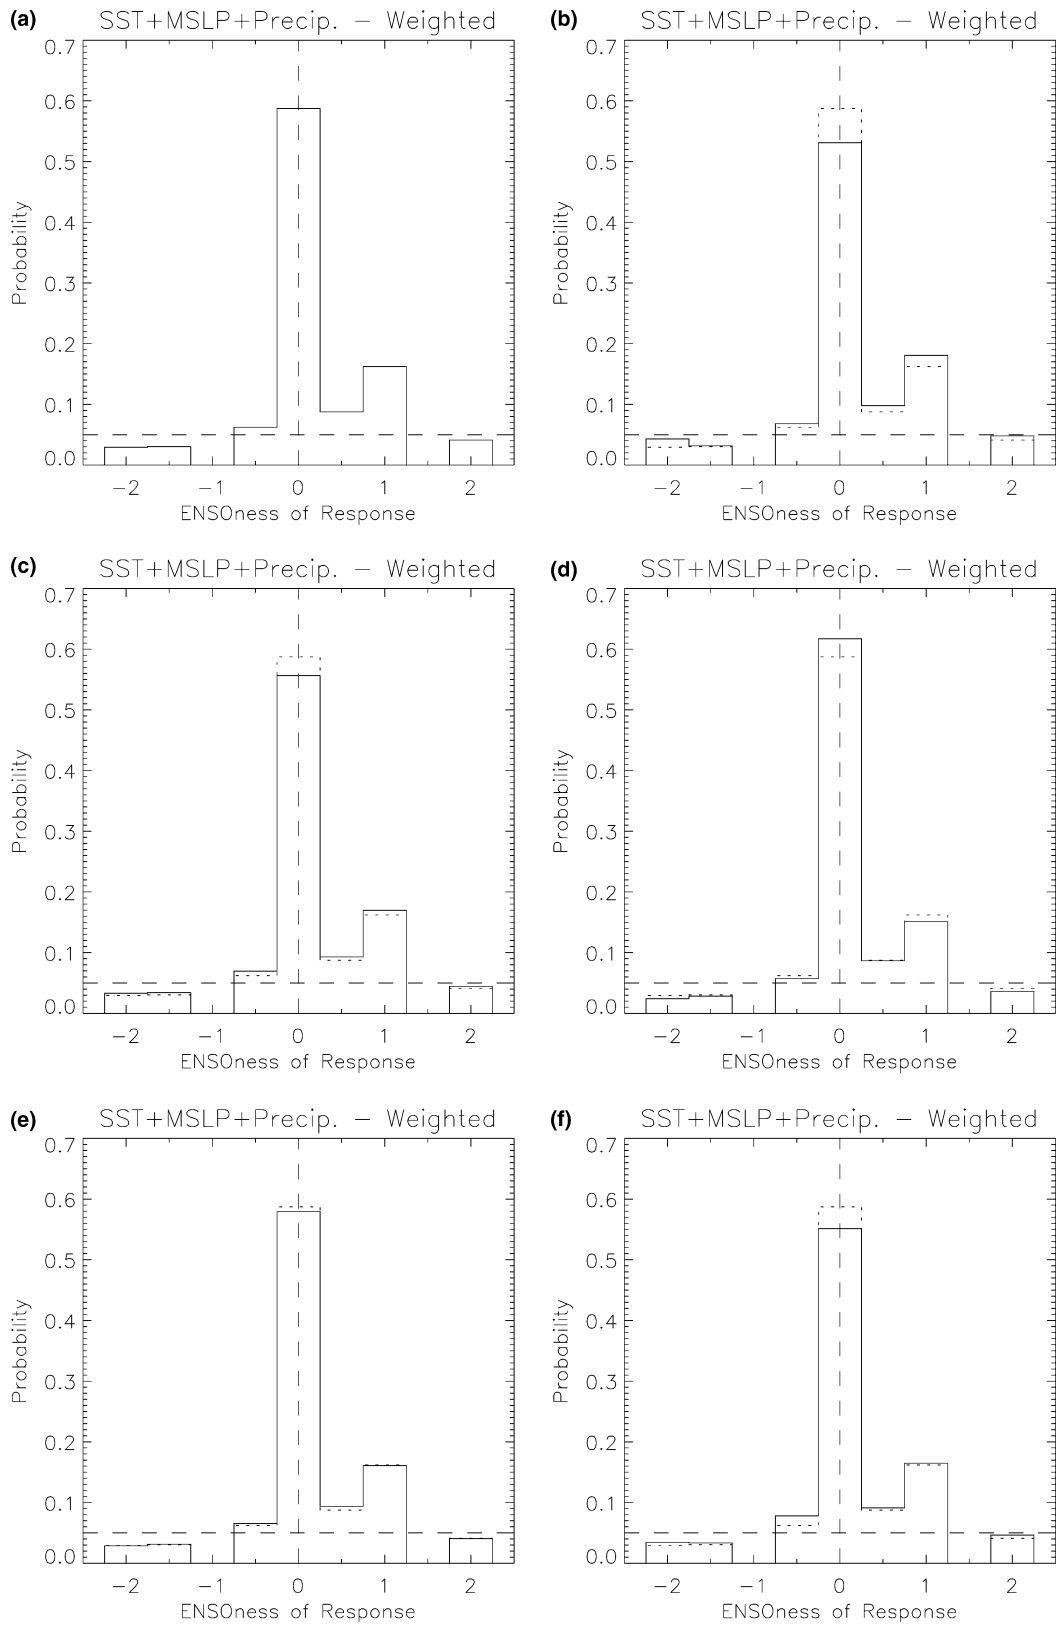 (a) SST+MSLP+Precip. – Weighted
0.7
0.6
0.5
0.4
0.3
0.2
0.1
0.0
Probability
−2 −1 0 1 2
ENSOness of Response
(b) SST+MSLP+Precip. – Weighted
0.7
0.6
0.5
0.4
0.3
0.2
0.1
0.0
Probability
−2 −1 0 1 2
ENSOness of Response
(c) SST+MSLP+Precip. – Weighted
0.7
0.6
0.5
0.4
0.3
0.2
0.1
0.0
Probability
−2 −1 0 1 2
ENSOness of Response
(d) SST+MSLP+Precip. – Weighted
0.7
0.6
0.5
0.4
0.3
0.2
0.1
0.0
Probability
−2 −1 0 1 2
ENSOness of Response
(e) SST+MSLP+Precip. – Weighted
0.7
0.6
0.5
0.4
0.3
0.2
0.1
0.0
Probability
−2 −1 0 1 2
ENSOness of Response
(f) SST+MSLP+Precip. – Weighted
0.7
0.6
0.5
0.4
0.3
0.2
0.1
0.0
Probability
−2 −1 0 1 2
ENSOness of Response